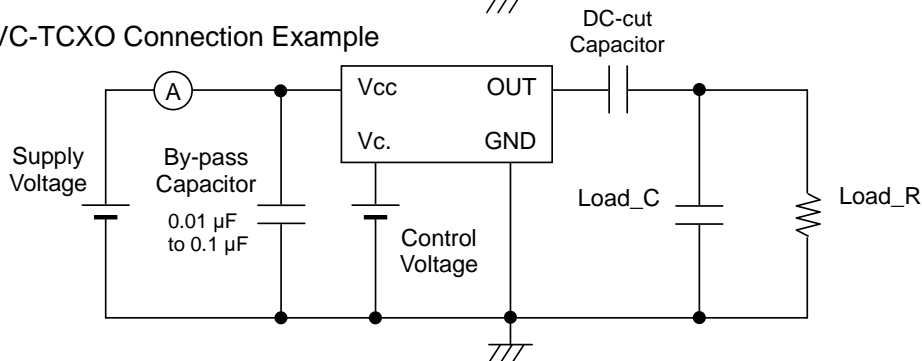 VC-TCXO Connection Example
DC-cut
Capacitor
A
Vcc
OUT
Vc.
GND
Supply
Voltage
By-pass
Capacitor
0.01 µF
to 0.1 µF
Control
Voltage
Load_C
Load_R